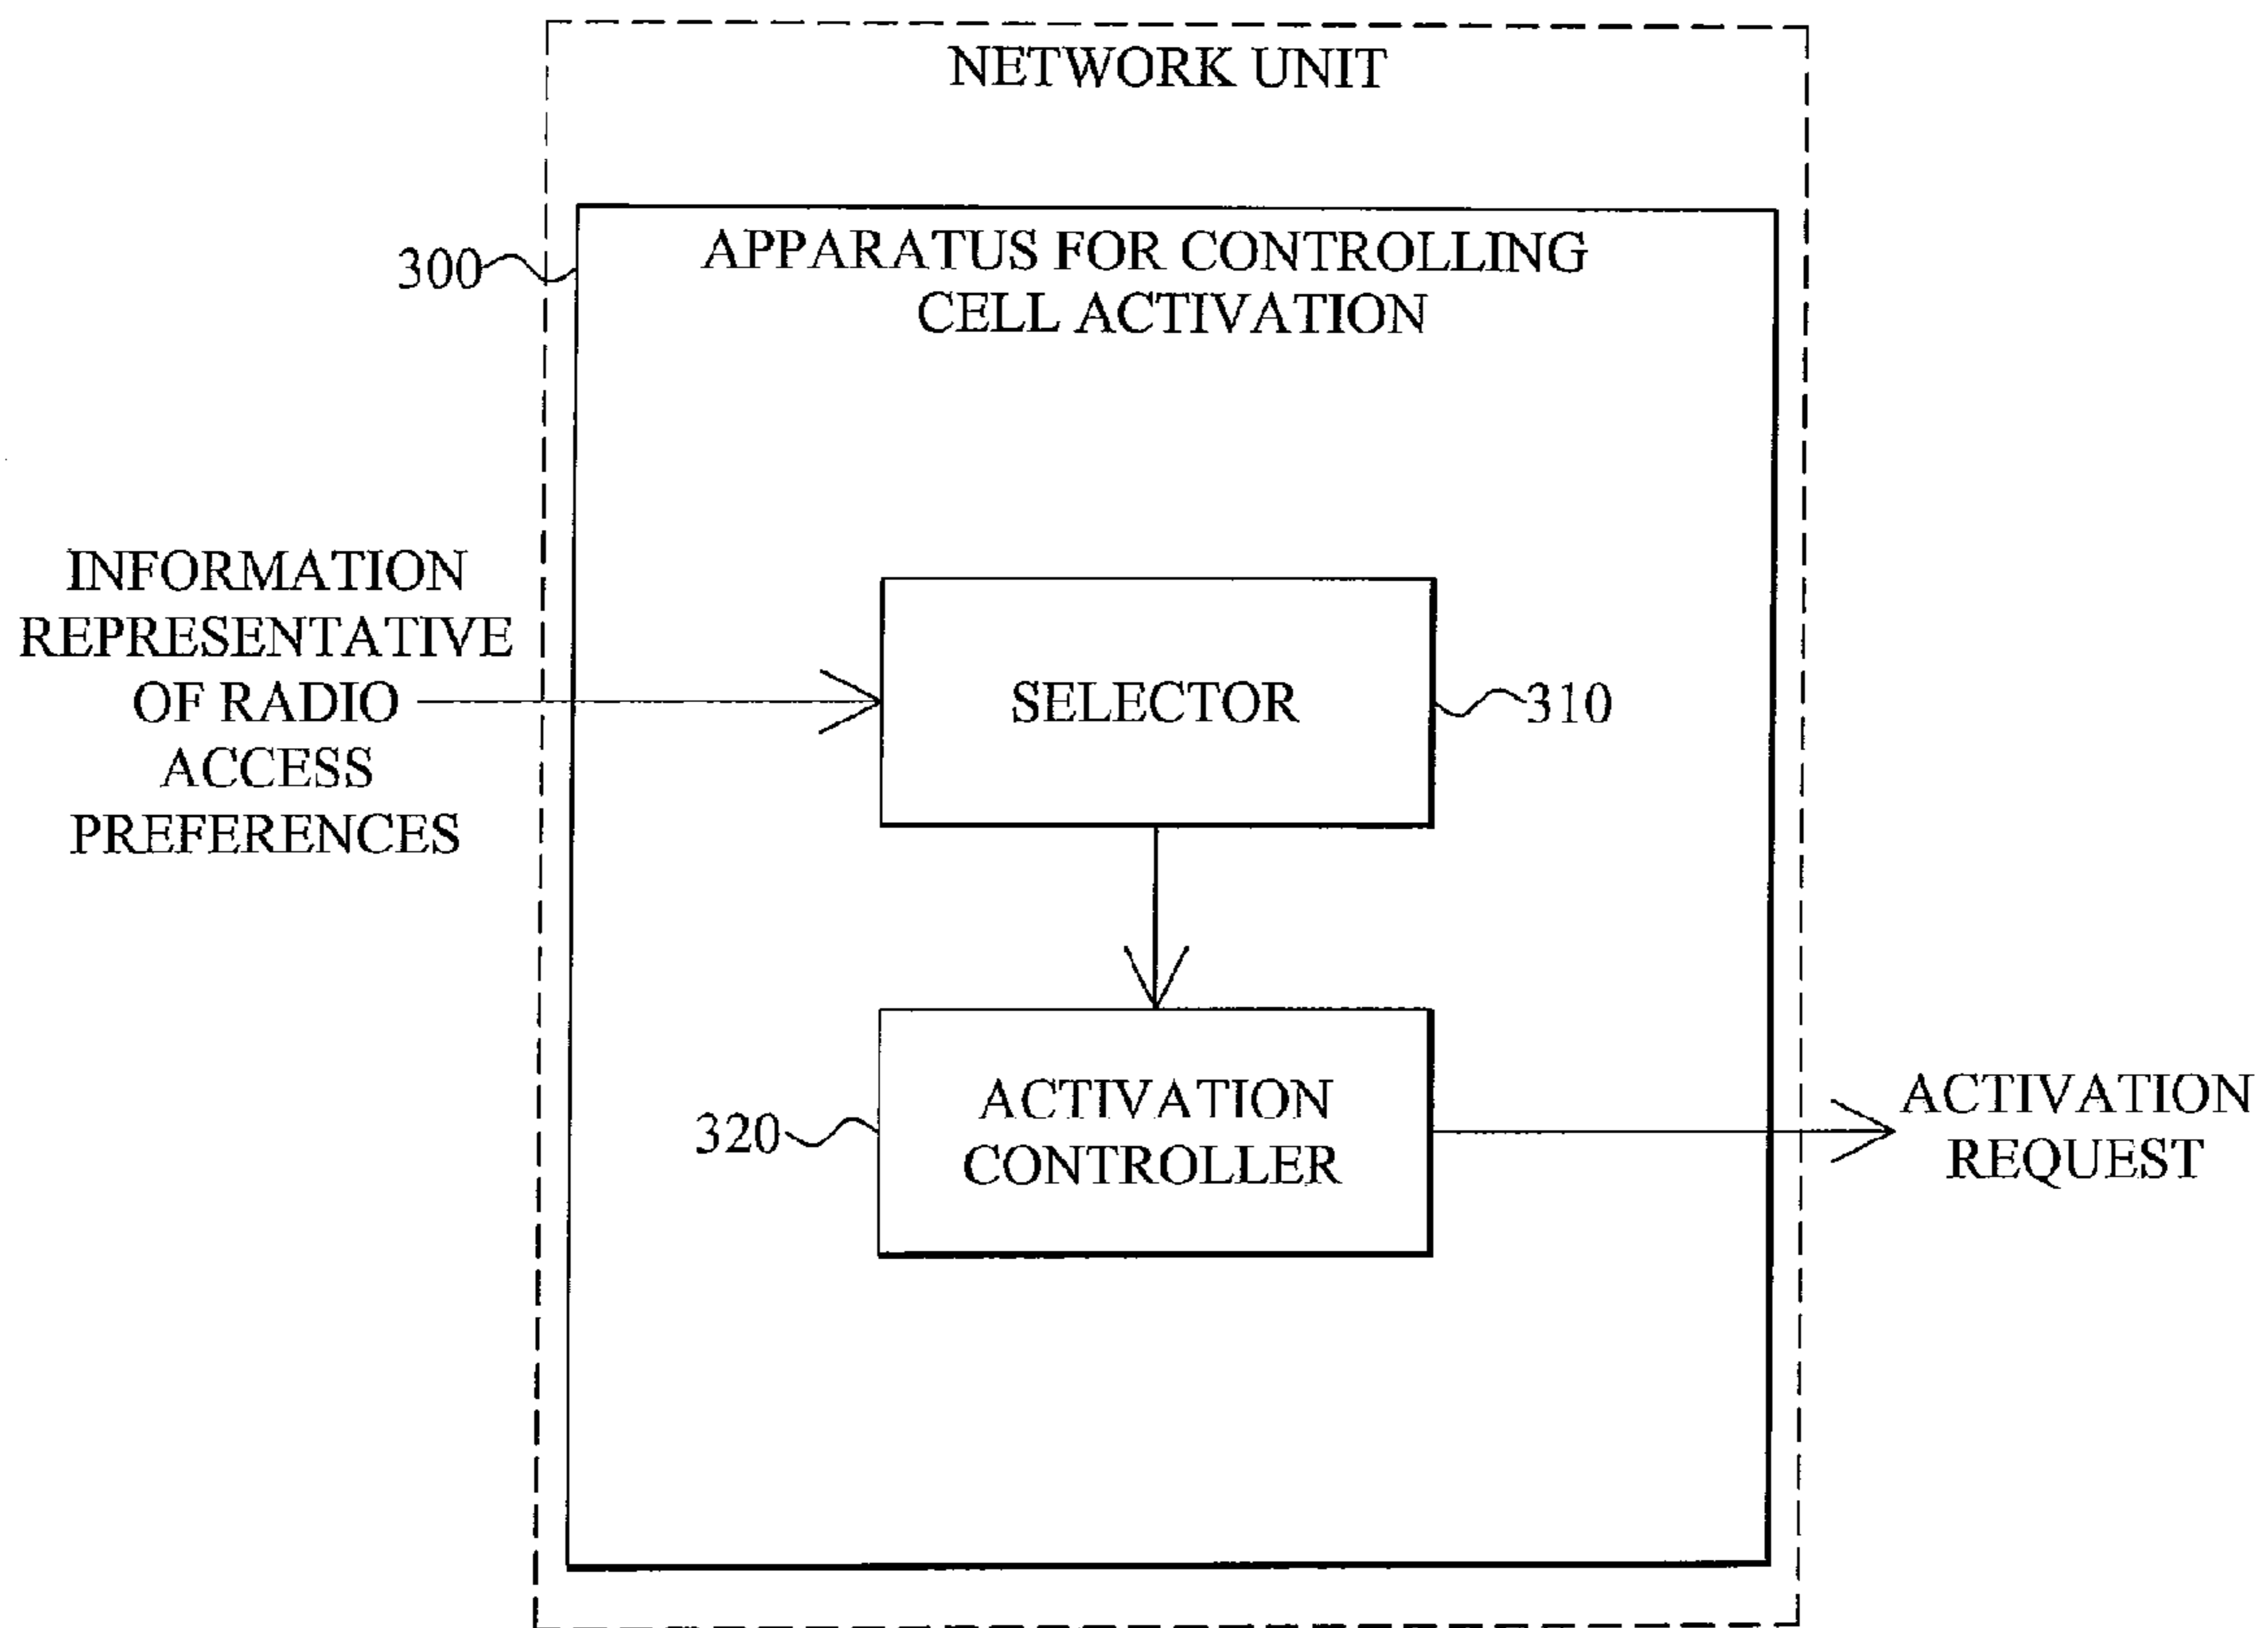 NETWORK UNIT
300
APPARATUS FOR CONTROLLING
CELL ACTIVATION
INFORMATION
REPRESENTATIVE
OF RADIO
ACCESS
PREFERENCES
SELECTOR
310
320
ACTIVATION
CONTROLLER
ACTIVATION
REQUEST